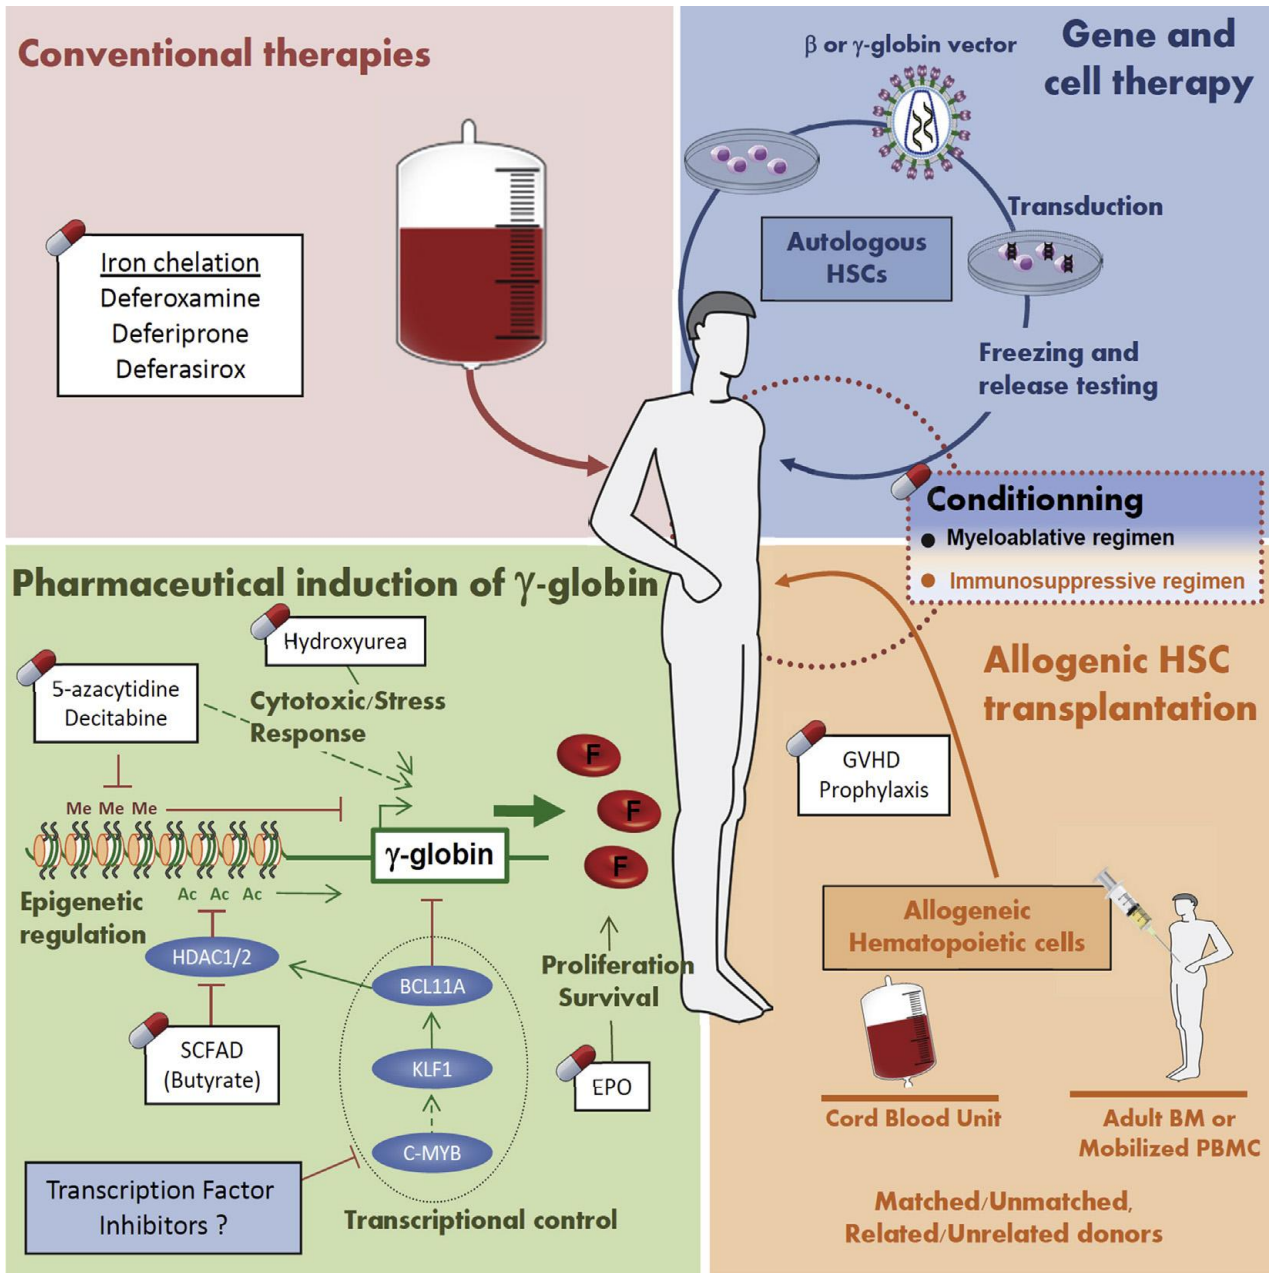 Conventional therapies
Iron chelation
Deferoxamine
Deferiprone
Deferasirox
Gene and
cell therapy
β or γ-globin vector
Transduction
Autologous
HSCs
Freezing and
release testing
Conditionning
● Myeloablative regimen
● Immunosuppressive regimen
Pharmaceutical induction of γ-globin
Hydroxyurea
5-azacytidine
Decitabine
Cytotoxic/Stress
Response
Me Me Me
γ-globin
F
F
F
Ac Ac Ac
Epigenetic
regulation
HDAC1/2
BCL11A
Proliferation
Survival
SCFAD
(Butyrate)
KLF1
EPO
C-MYB
Transcription Factor
Inhibitors ?
Transcriptional control
Allogenic HSC
transplantation
GVHD
Prophylaxis
Allogeneic
Hematopoietic cells
Cord Blood Unit
Adult BM or
Mobilized PBMC
Matched/Unmatched,
Related/Unrelated donors